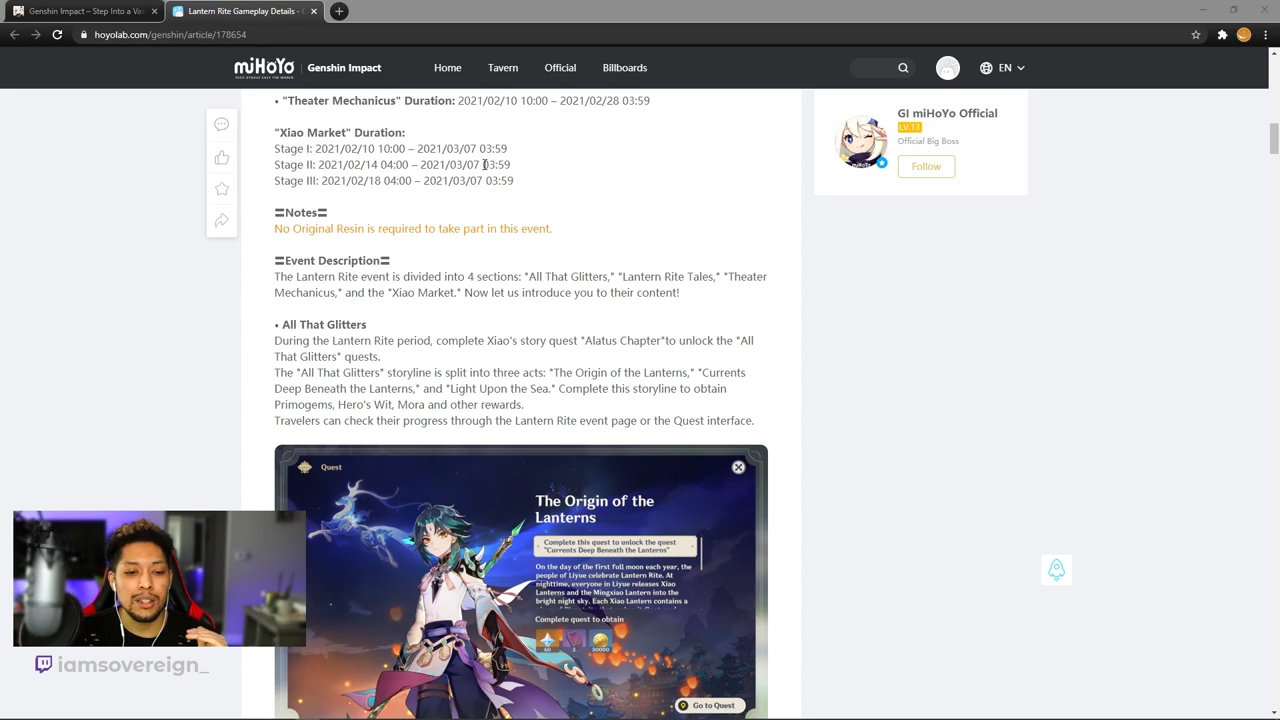 Genshin Impact – Step Into a Vas
Lantern Rite Gameplay Details -
hoyolab.com/genshin/article/178654
miHoYo
TECH OTAKUS SAVE THE WORLD
Genshin Impact
Home
Tavern
Official
Billboards
EN
• "Theater Mechanicus" Duration: 2021/02/10 10:00 – 2021/02/28 03:59
"Xiao Market" Duration:
Stage I: 2021/02/10 10:00 – 2021/03/07 03:59
Stage II: 2021/02/14 04:00 – 2021/03/07 03:59
Stage III: 2021/02/18 04:00 – 2021/03/07 03:59
〓Notes〓
No Original Resin is required to take part in this event.
〓Event Description〓
The Lantern Rite event is divided into 4 sections: "All That Glitters," "Lantern Rite Tales," "Theater
Mechanicus," and the "Xiao Market." Now let us introduce you to their content!
• All That Glitters
During the Lantern Rite period, complete Xiao's story quest "Alatus Chapter"to unlock the "All
That Glitters" quests.
The "All That Glitters" storyline is split into three acts: "The Origin of the Lanterns," "Currents
Deep Beneath the Lanterns," and "Light Upon the Sea." Complete this storyline to obtain
Primogems, Hero's Wit, Mora and other rewards.
Travelers can check their progress through the Lantern Rite event page or the Quest interface.
GI miHoYo Official
LV.13
Official Big Boss
Follow
Quest
The Origin of the
Lanterns
Complete this quest to unlock the quest
"Currents Deep Beneath the Lanterns"
On the day of the first full moon each year, the
people of Liyue celebrate Lantern Rite. At
nighttime, everyone in Liyue releases Xiao
Lanterns and the Mingxiao Lantern into the
bright night sky. Each Xiao Lantern contains a
Complete quest to obtain
60
3
30000
Go to Quest
iamsovereign_